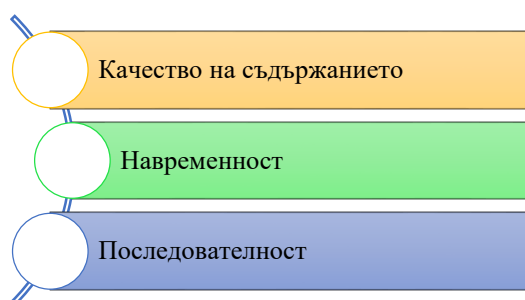 Качество на съдържанието
Навременност
Последователност